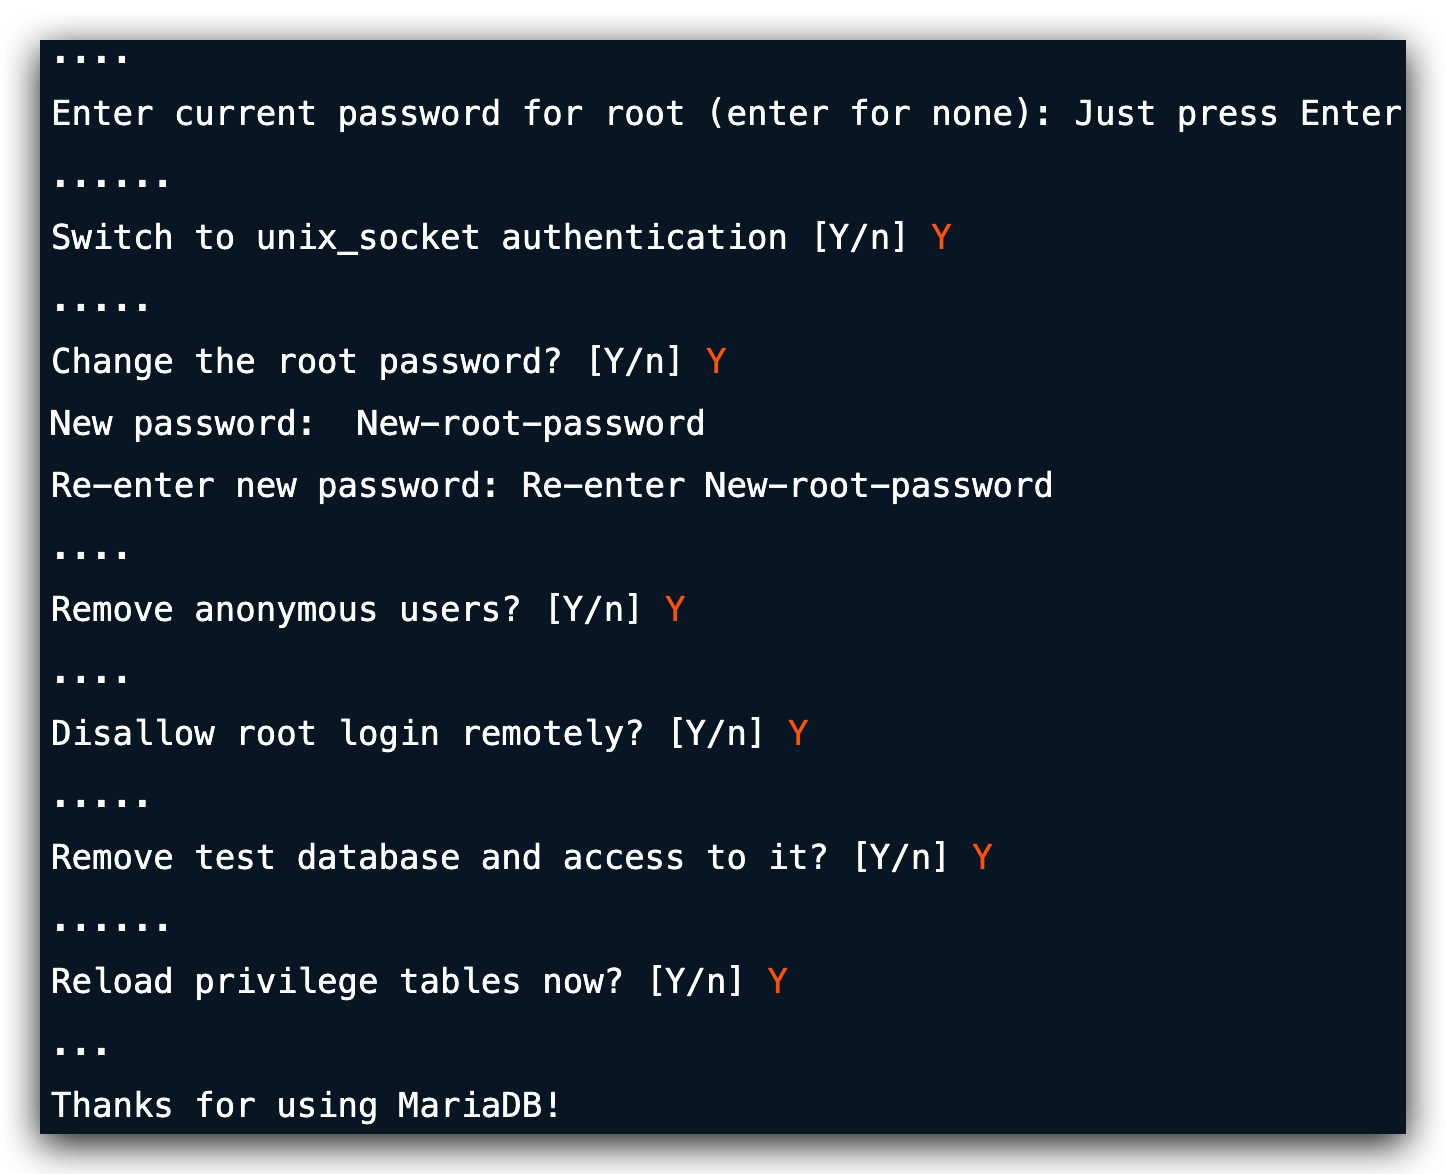 ....
Enter current password for root (enter for none): Just press Enter
......
Switch to unix_socket authentication [Y/n] Y
.....
Change the root password? [Y/n] Y
New password:  New-root-password
Re-enter new password: Re-enter New-root-password
....
Remove anonymous users? [Y/n] Y
....
Disallow root login remotely? [Y/n] Y
.....
Remove test database and access to it? [Y/n] Y
......
Reload privilege tables now? [Y/n] Y
...
Thanks for using MariaDB!